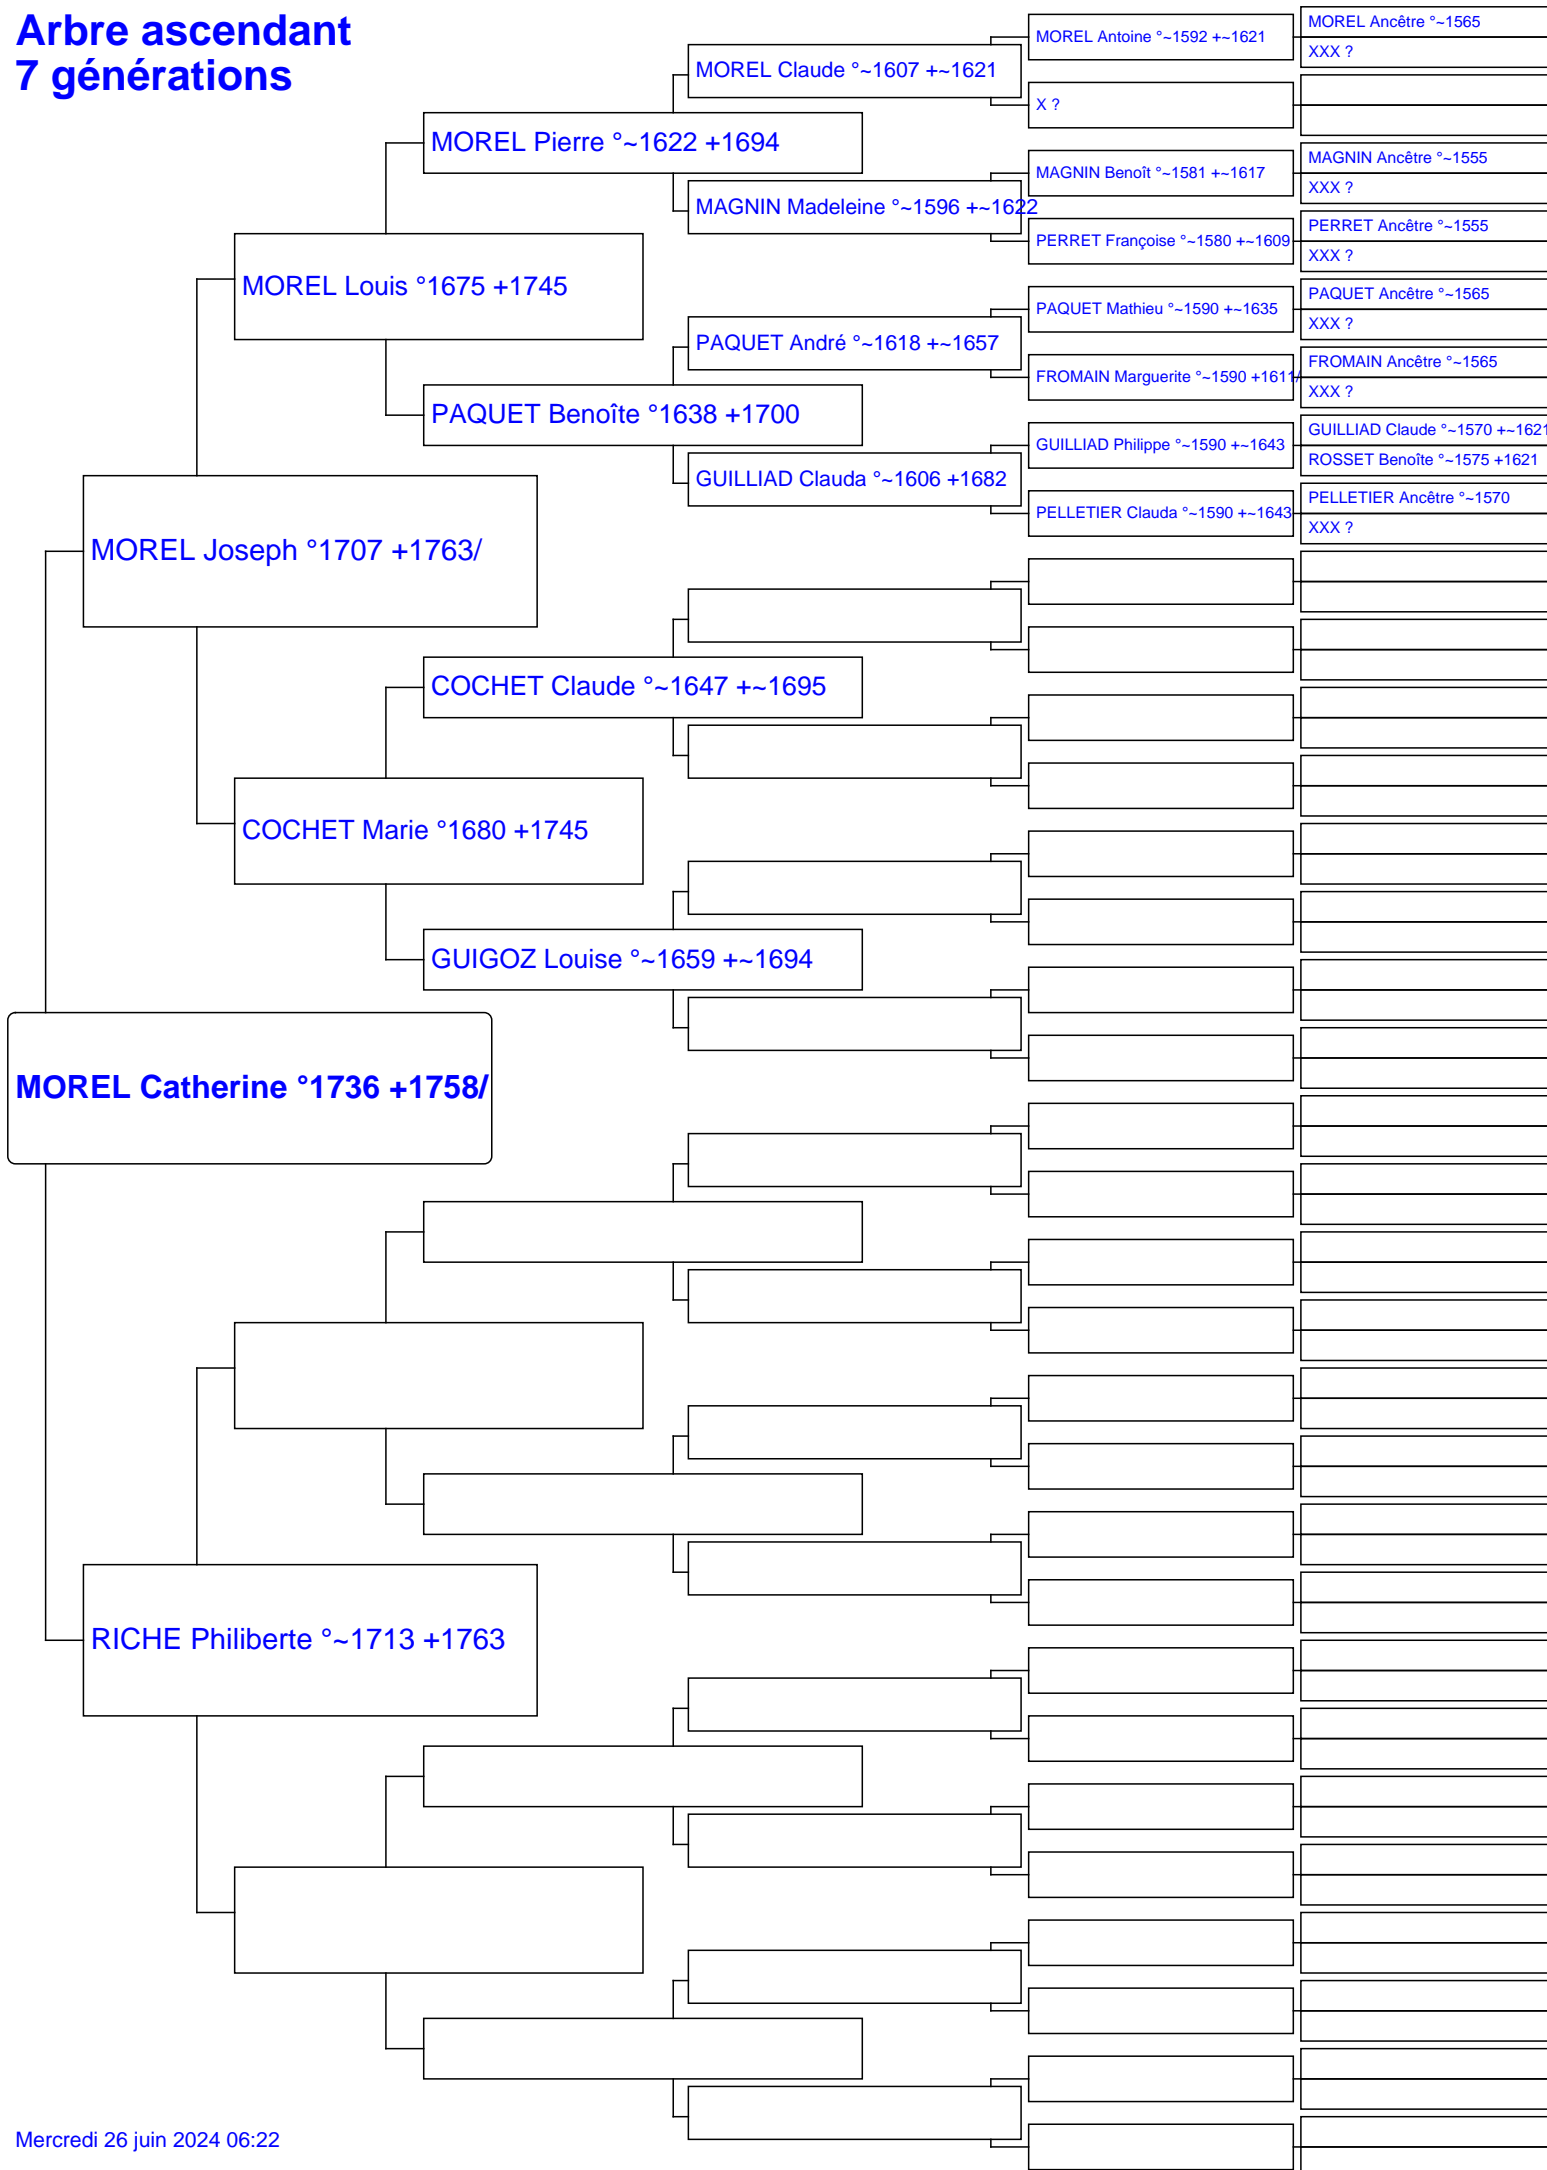 Arbre ascendant
7 générations
MOREL Ancêtre °~1565
MOREL Antoine °~1592 +~1621
XXX ?
MOREL Claude °~1607 +~1621
X ?
MOREL Pierre °~1622 +1694
MAGNIN Ancêtre °~1555
MAGNIN Benoît °~1581 +~1617
XXX ?
MAGNIN Madeleine °~1596 +~1622
PERRET Ancêtre °~1555
PERRET Françoise °~1580 +~1609
XXX ?
MOREL Louis °1675 +1745
PAQUET Ancêtre °~1565
PAQUET Mathieu °~1590 +~1635
XXX ?
PAQUET André °~1618 +~1657
FROMAIN Ancêtre °~1565
FROMAIN Marguerite °~1590 +1611/
XXX ?
PAQUET Benoîte °1638 +1700
GUILLIAD Claude °~1570 +~1621
GUILLIAD Philippe °~1590 +~1643
ROSSET Benoîte °~1575 +1621
GUILLIAD Clauda °~1606 +1682
PELLETIER Ancêtre °~1570
PELLETIER Clauda °~1590 +~1643
XXX ?
MOREL Joseph °1707 +1763/
COCHET Claude °~1647 +~1695
COCHET Marie °1680 +1745
GUIGOZ Louise °~1659 +~1694
MOREL Catherine °1736 +1758/
RICHE Philiberte °~1713 +1763
Mercredi 26 juin 2024 06:22